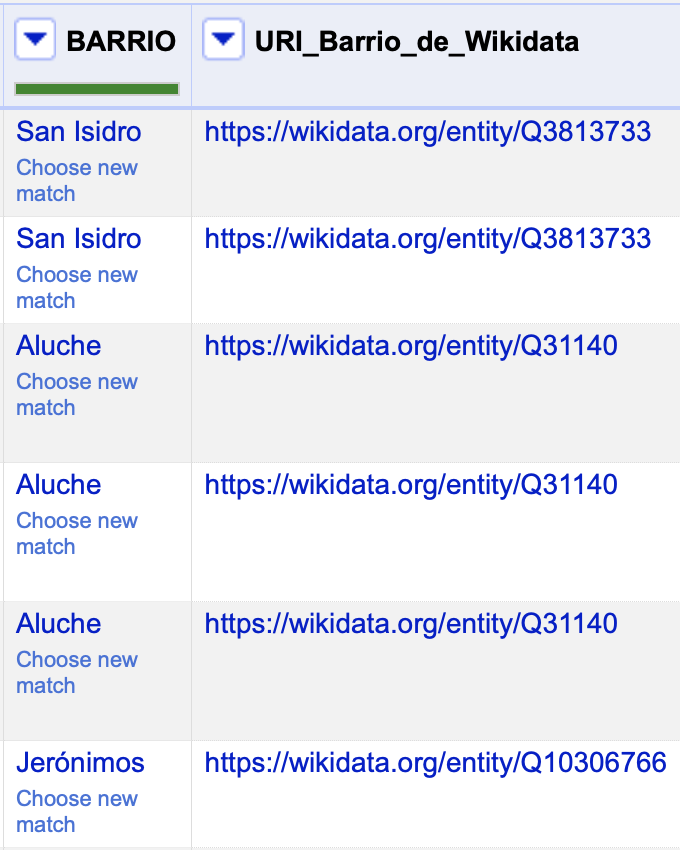 BARRIO URI_Barrio_de_Wikidata
San Isidro https://wikidata.org/entity/Q3813733
Choose new
match
San Isidro https://wikidata.org/entity/Q3813733
Choose new
match
Aluche https://wikidata.org/entity/Q31140
Choose new
match
Aluche https://wikidata.org/entity/Q31140
Choose new
match
Aluche https://wikidata.org/entity/Q31140
Choose new
match
Jerónimos https://wikidata.org/entity/Q10306766
Choose new
match